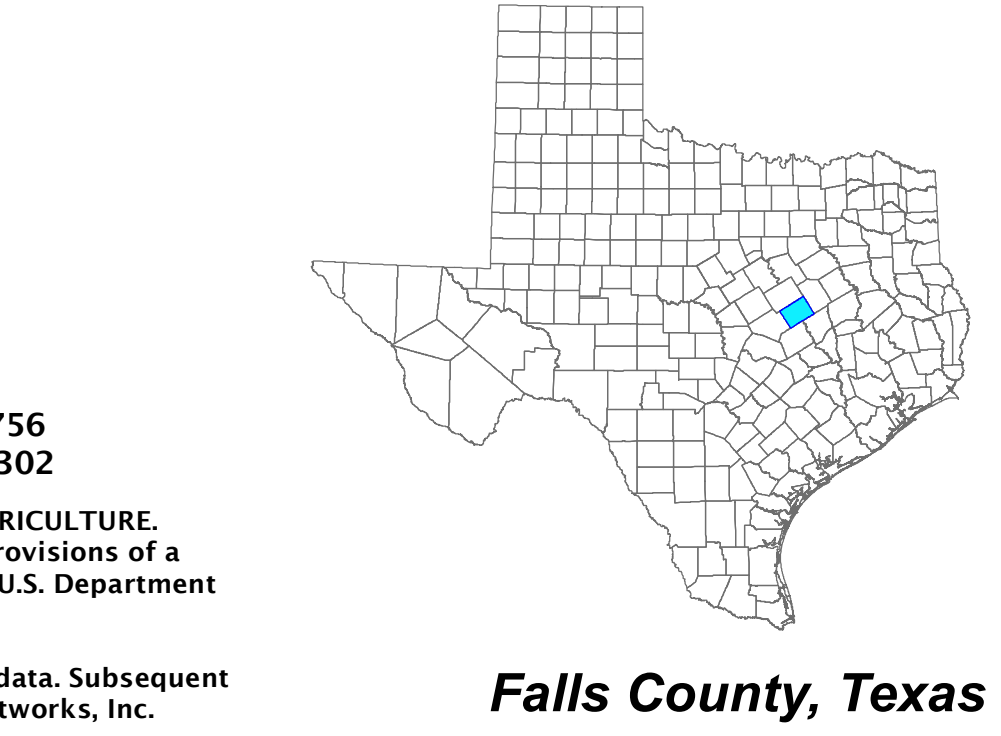 756
302
RICULTURE.
rovisions of a
U.S. Department
data. Subsequent
tworks, Inc.
Falls County, Texas